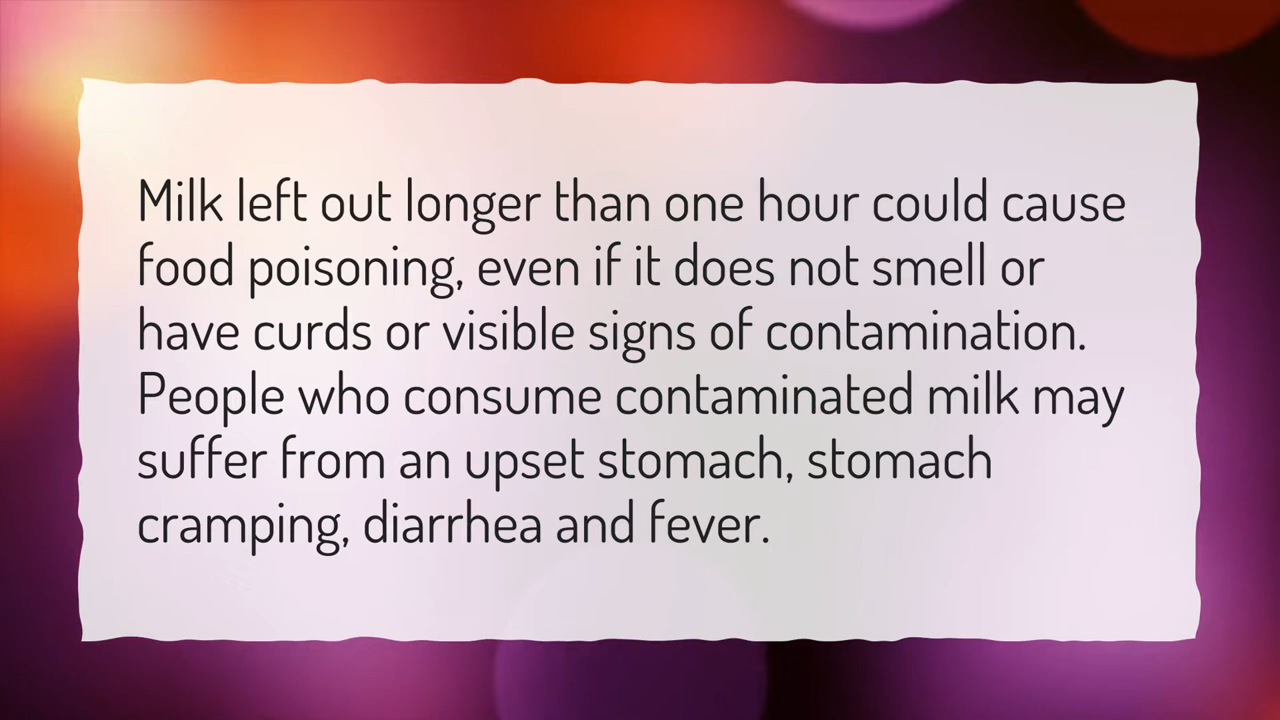 Milk left out longer than one hour could cause
food poisoning, even if it does not smell or
have curds or visible signs of contamination.
People who consume contaminated milk may
suffer from an upset stomach, stomach
cramping, diarrhea and fever.